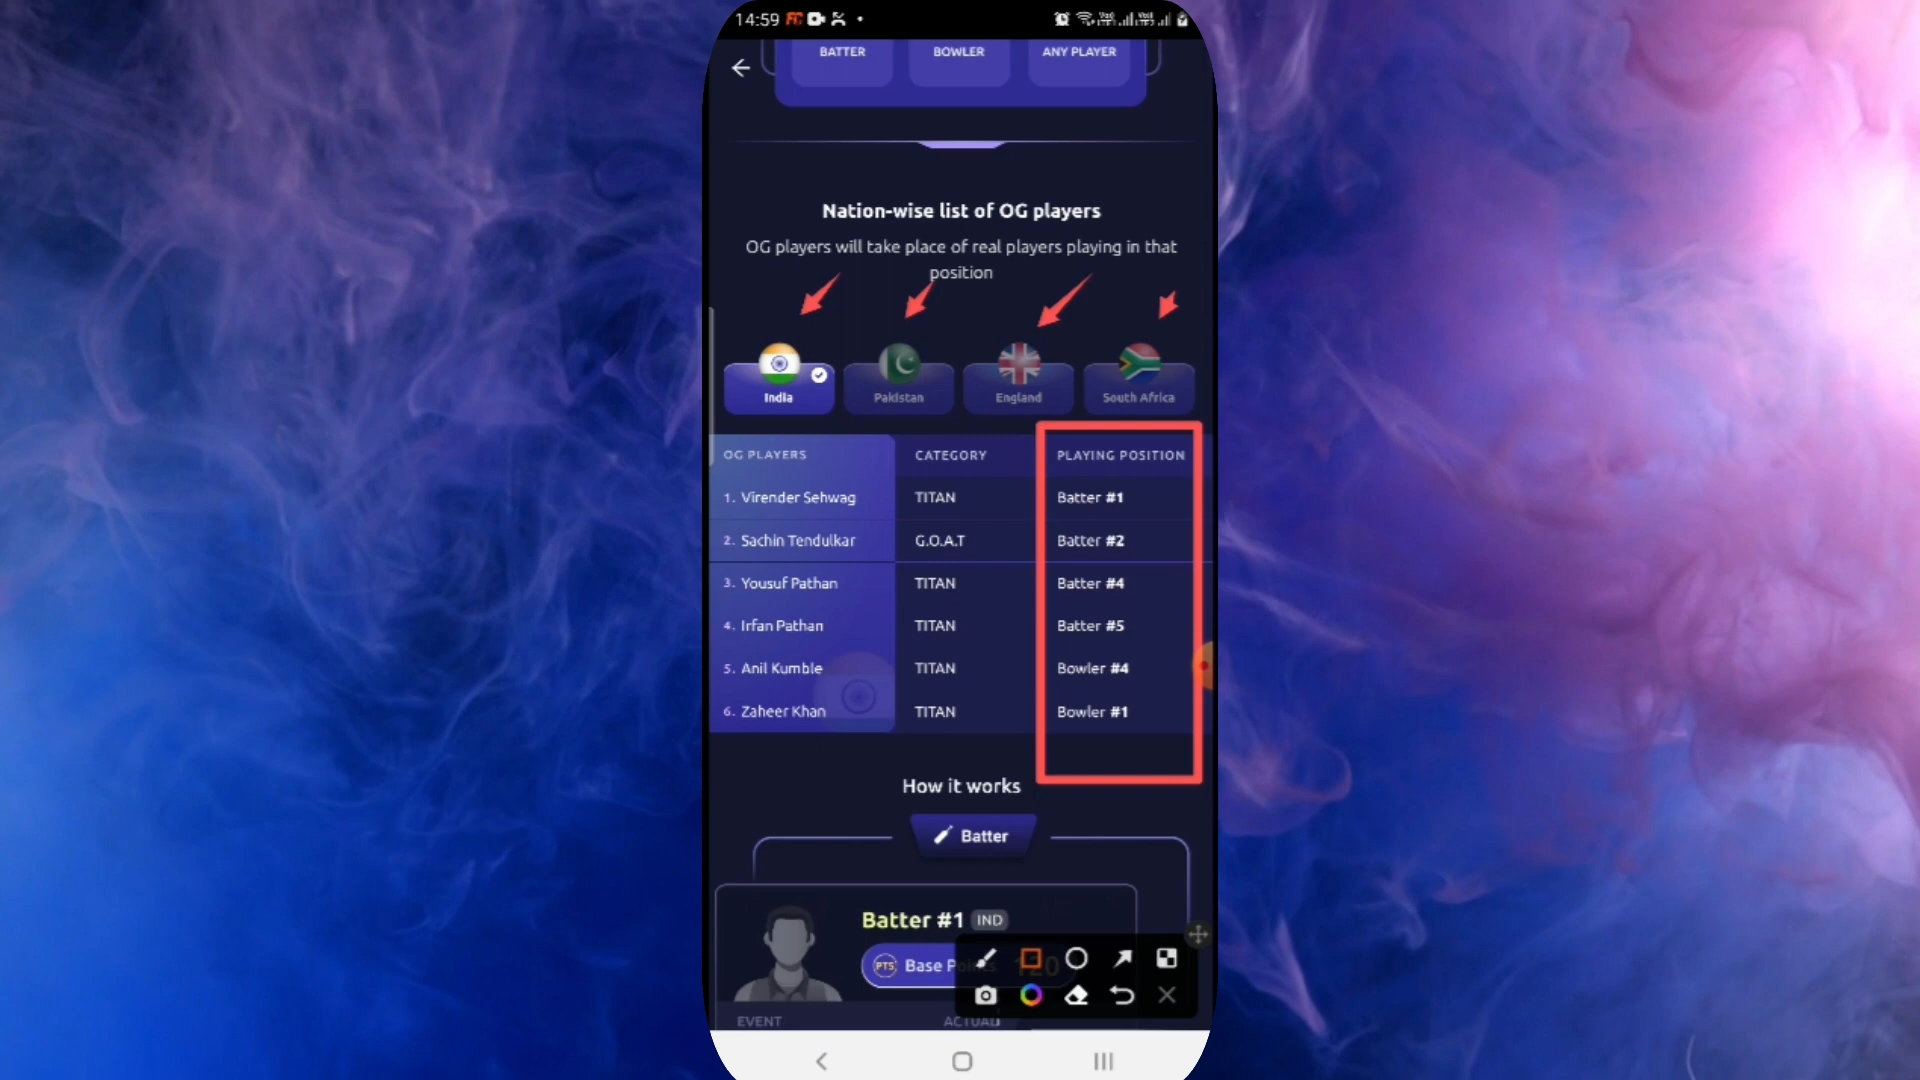 14:59
BATTER BOWLER ANY PLAYER
Nation-wise list of OG players
OG players will take place of real players playing in that
position
India Pakistan England South Africa
OG PLAYERS CATEGORY PLAYING POSITION
1. Virender Sehwag TITAN Batter #1
2. Sachin Tendulkar G.O.A.T Batter #2
3. Yousuf Pathan TITAN Batter #4
4. Irfan Pathan TITAN Batter #5
5. Anil Kumble TITAN Bowler #4
6. Zaheer Khan TITAN Bowler #1
How it works
Batter
Batter #1 IND
PTS Base Points 120
EVENT ACTUAL